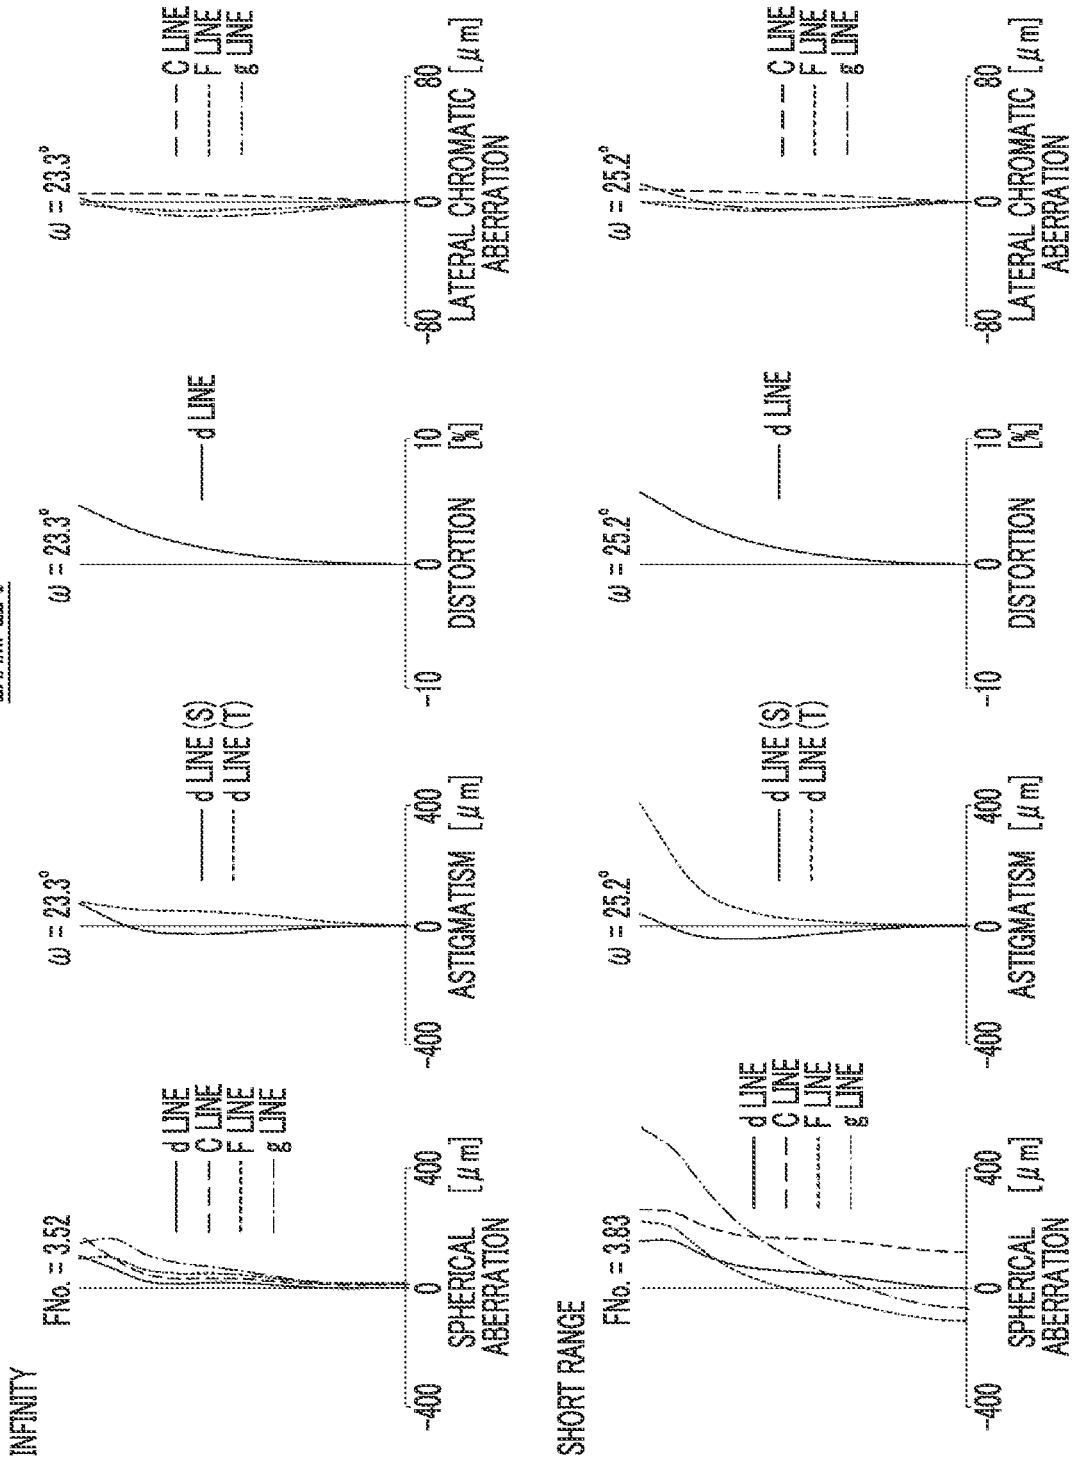 INFINITY
FNo. = 3.52
d LINE
C LINE
F LINE
g LINE
-400
0
400
SPHERICAL
ABERRATION
[μm]
ω = 23.3°
d LINE (S)
d LINE (T)
-400
0
400
ASTIGMATISM [μm]
ω = 23.3°
d LINE
-10
0
10
DISTORTION
[%]
ω = 23.3°
C LINE
F LINE
g LINE
-80
0
80
LATERAL CHROMATIC [μm]
ABERRATION
SHORT RANGE
FNo. = 3.83
d LINE
C LINE
F LINE
g LINE
-400
0
400
SPHERICAL
ABERRATION
[μm]
ω = 25.2°
d LINE (S)
d LINE (T)
-400
0
400
ASTIGMATISM [μm]
ω = 25.2°
d LINE
-10
0
10
DISTORTION
[%]
ω = 25.2°
C LINE
F LINE
g LINE
-80
0
80
LATERAL CHROMATIC [μm]
ABERRATION